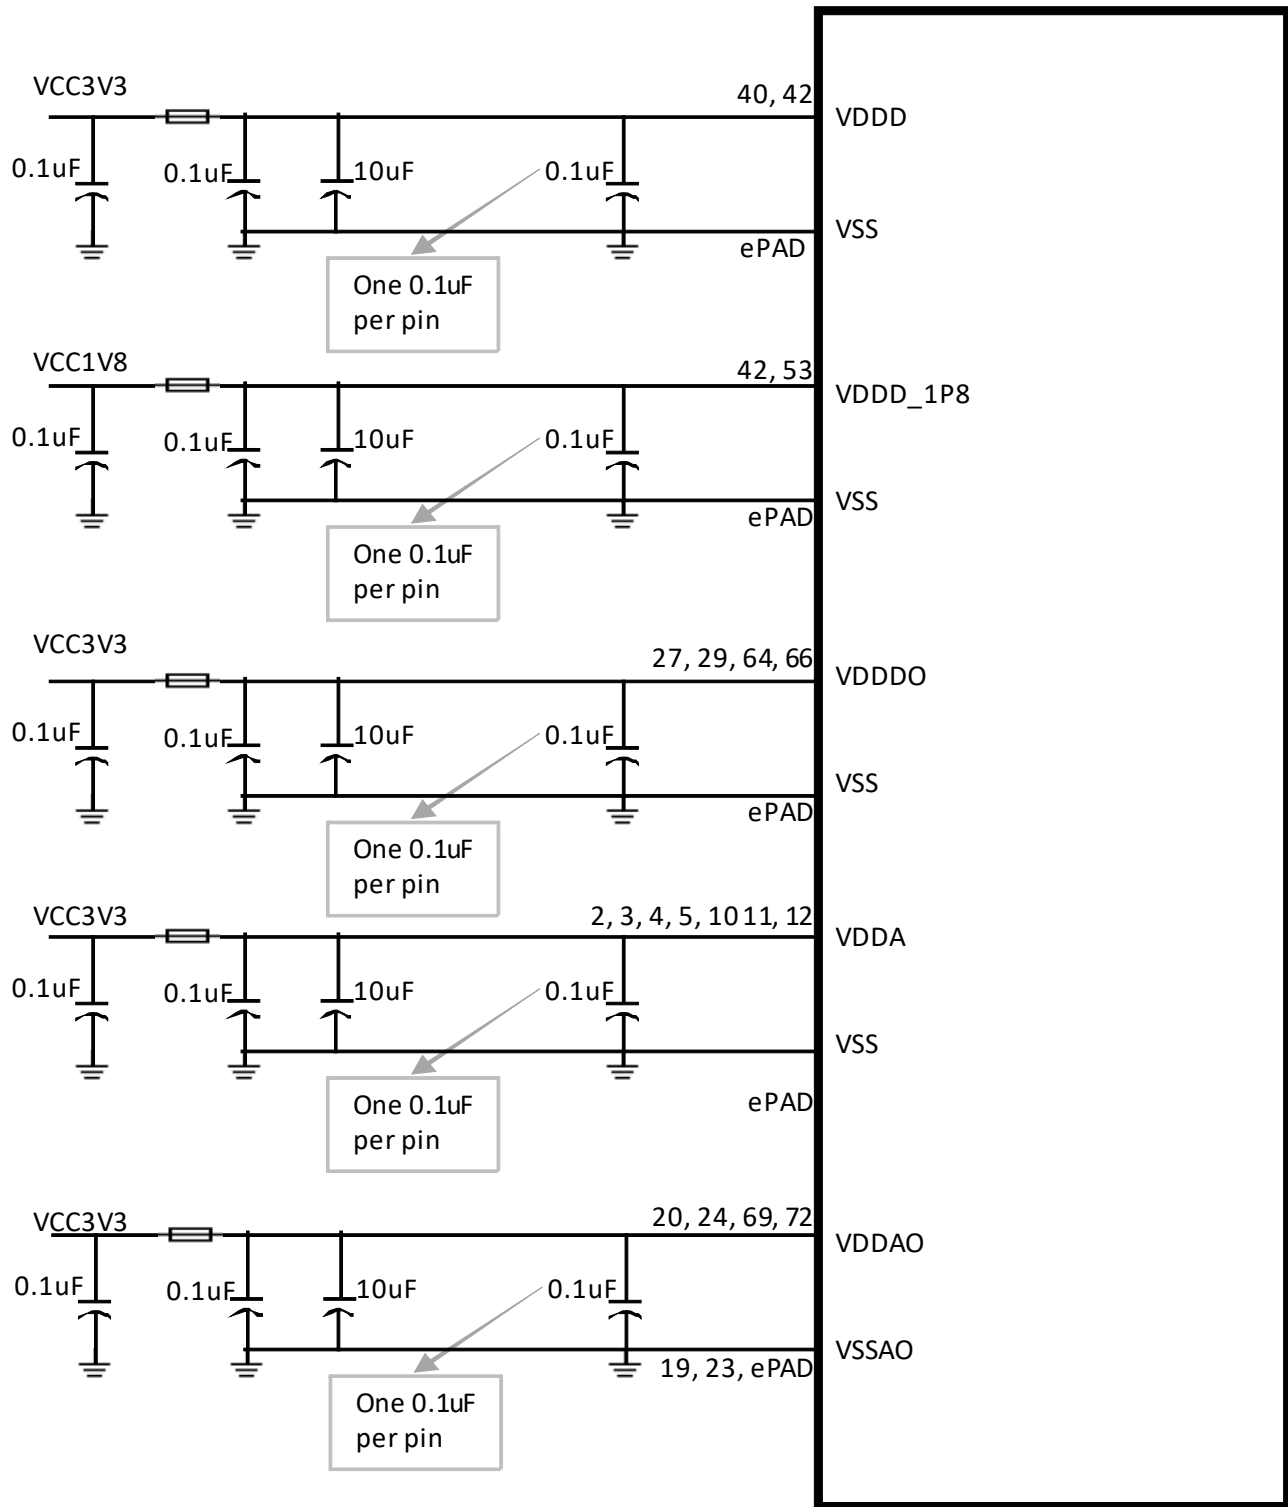 VCC3V3
40, 42
VDDD
0.1uF
0.1uF
10uF
0.1uF
VSS
ePAD
One 0.1uF
per pin
VCC1V8
42, 53
VDDD_1P8
0.1uF
0.1uF
10uF
0.1uF
VSS
ePAD
One 0.1uF
per pin
VCC3V3
27, 29, 64, 66
VDDDO
0.1uF
0.1uF
10uF
0.1uF
VSS
ePAD
One 0.1uF
per pin
VCC3V3
2, 3, 4, 5, 10 11, 12
VDDA
0.1uF
0.1uF
10uF
0.1uF
VSS
ePAD
One 0.1uF
per pin
VCC3V3
20, 24, 69, 72
VDDAO
0.1uF
0.1uF
10uF
0.1uF
VSSAO
19, 23, ePAD
One 0.1uF
per pin